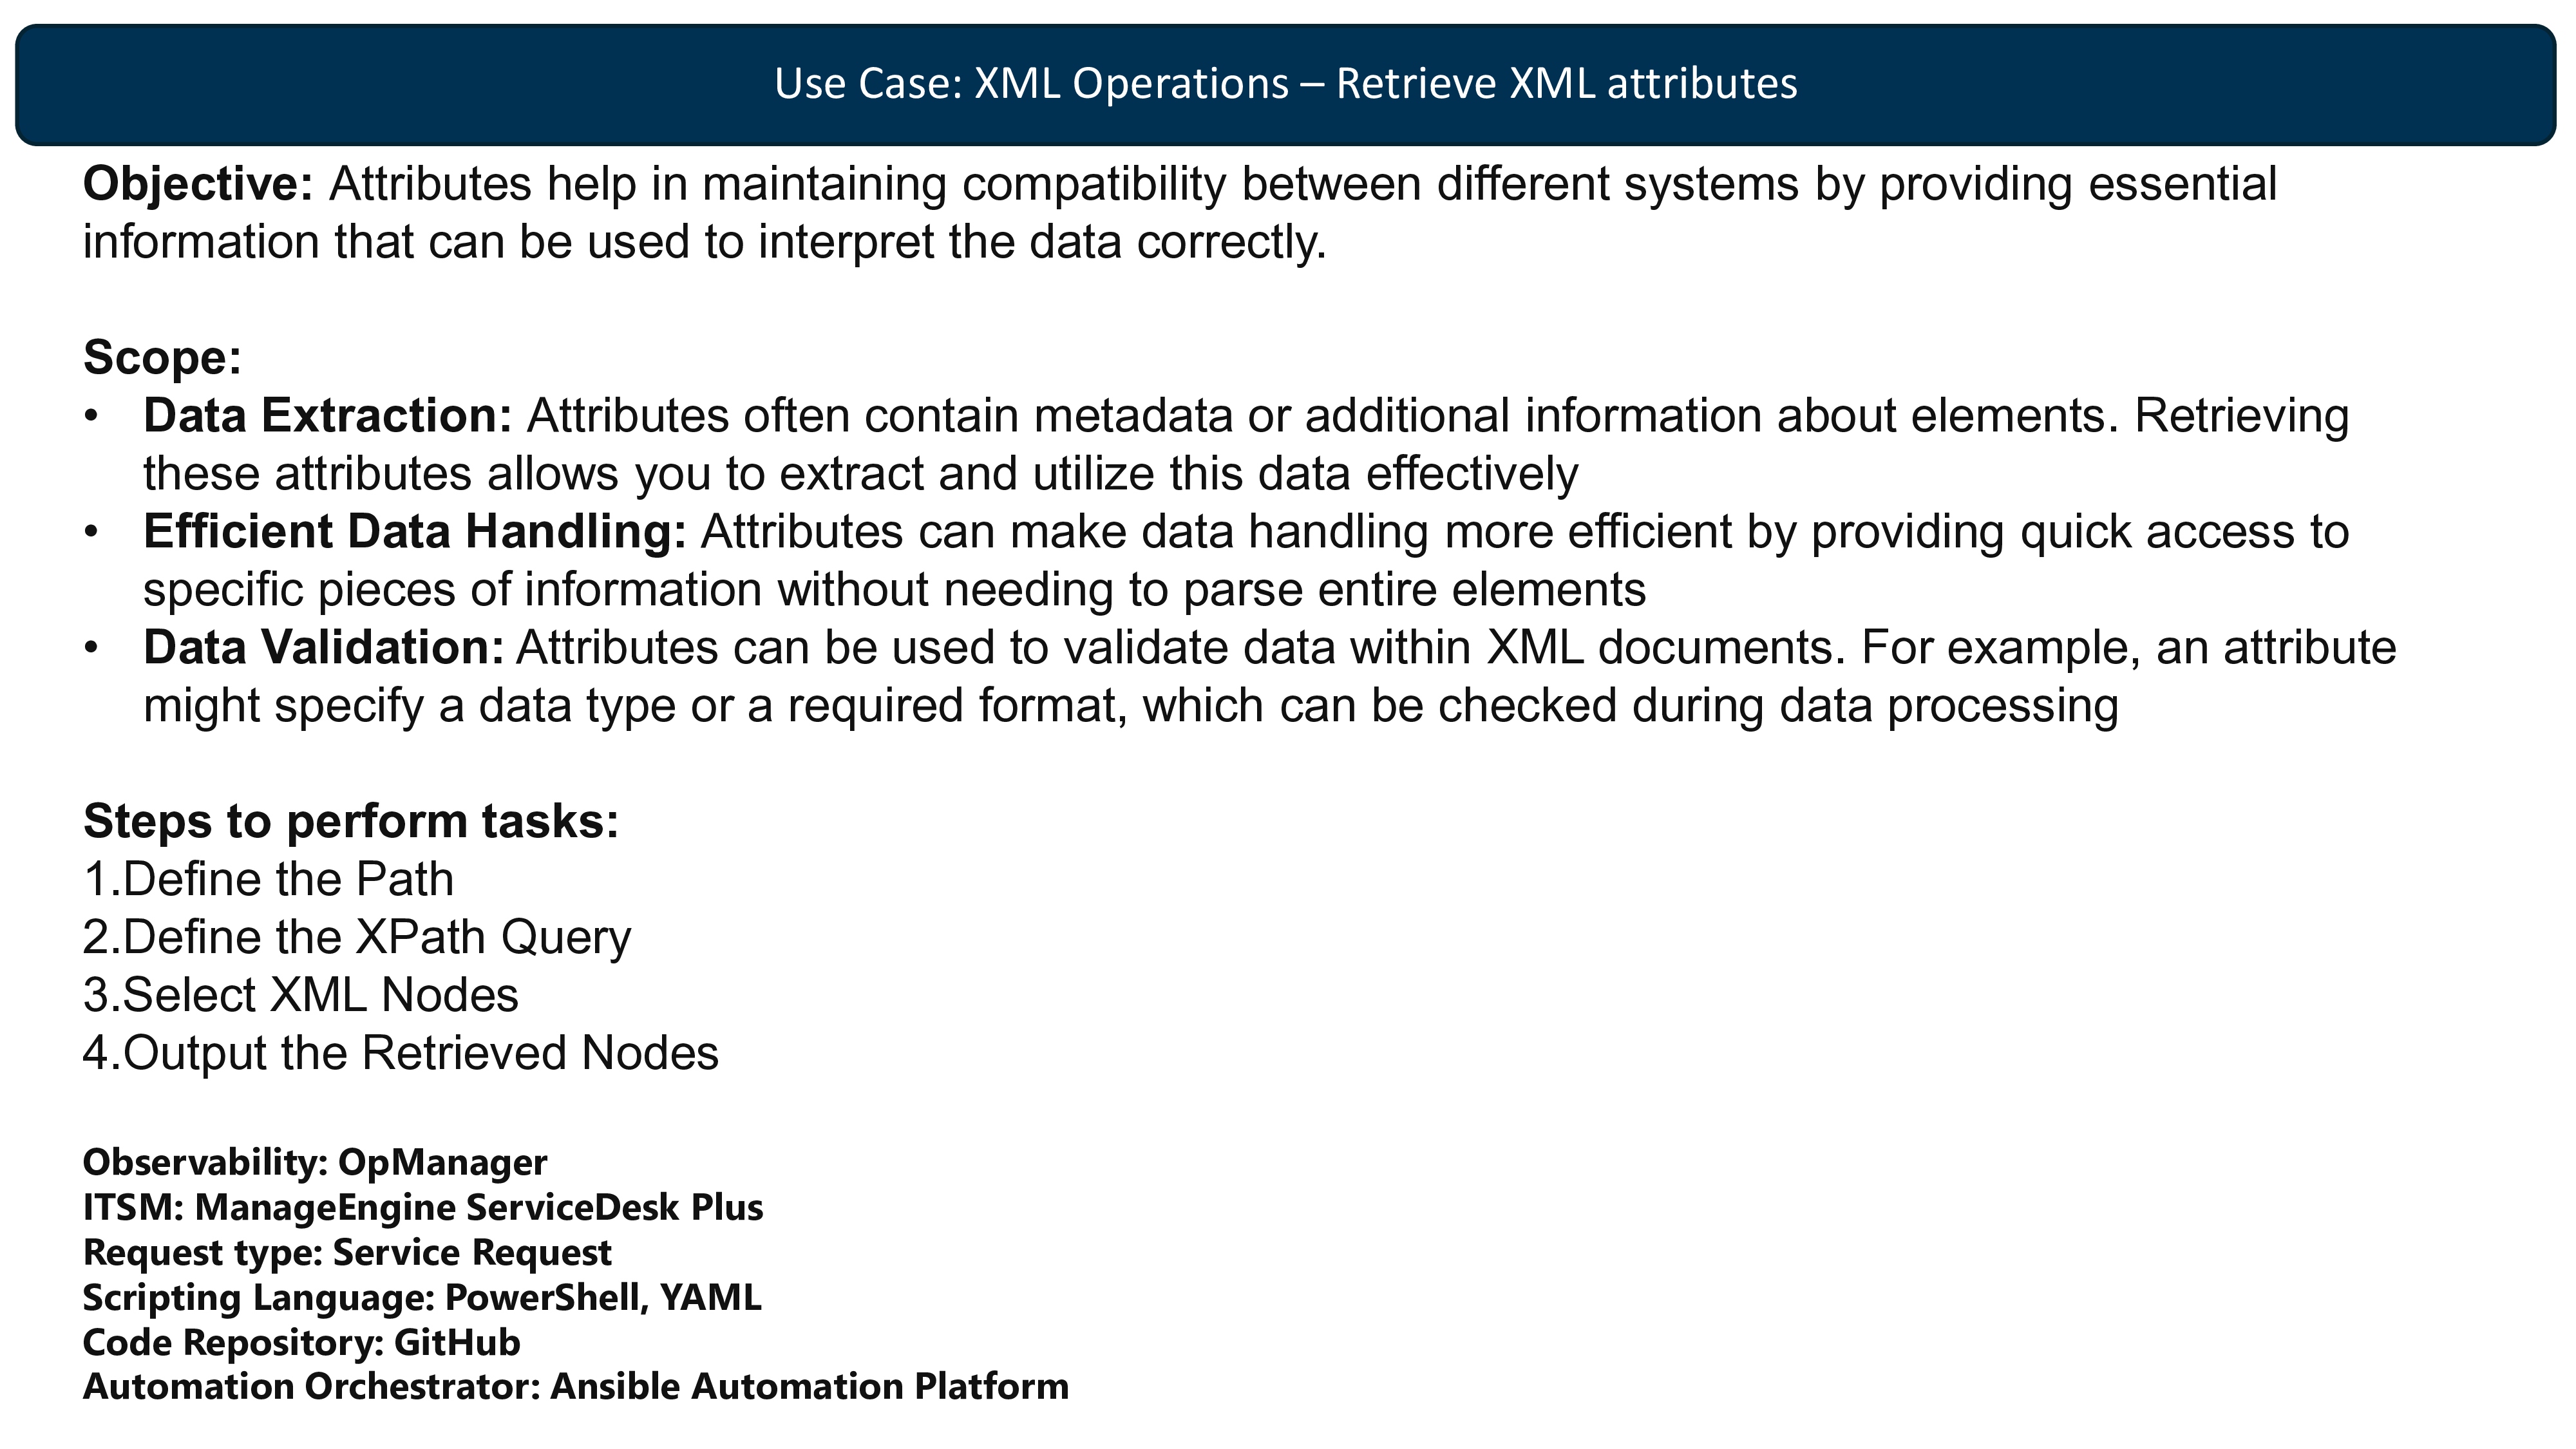 Use Case: XML Operations – Retrieve XML attributes
Objective: Attributes help in maintaining compatibility between different systems by providing essential
information that can be used to interpret the data correctly.
Scope:
• Data Extraction: Attributes often contain metadata or additional information about elements. Retrieving
these attributes allows you to extract and utilize this data effectively
• Efficient Data Handling: Attributes can make data handling more efficient by providing quick access to
specific pieces of information without needing to parse entire elements
• Data Validation: Attributes can be used to validate data within XML documents. For example, an attribute
might specify a data type or a required format, which can be checked during data processing
Steps to perform tasks:
1.Define the Path
2.Define the XPath Query
3.Select XML Nodes
4.Output the Retrieved Nodes
Observability: OpManager
ITSM: ManageEngine ServiceDesk Plus
Request type: Service Request
Scripting Language: PowerShell, YAML
Code Repository: GitHub
Automation Orchestrator: Ansible Automation Platform